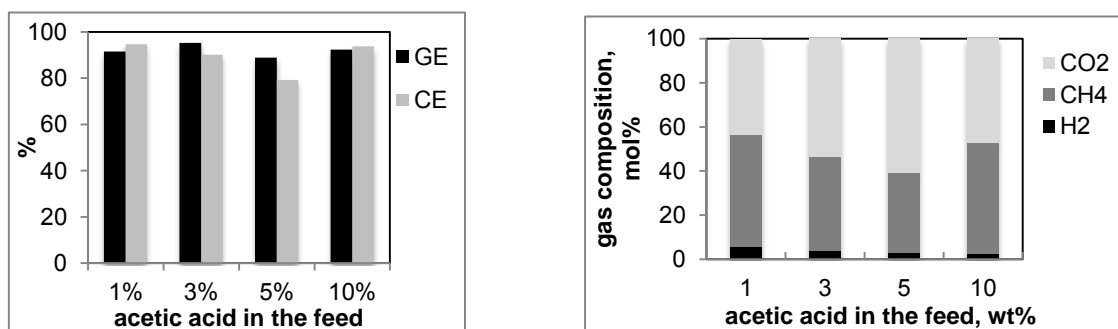 100
80
60
40
20
0
%
1% 3% 5% 10%
acetic acid in the feed
GE
CE
100
80
60
40
20
0
gas composition,
mol%
1 3 5 10
acetic acid in the feed, wt%
CO2
CH4
H2